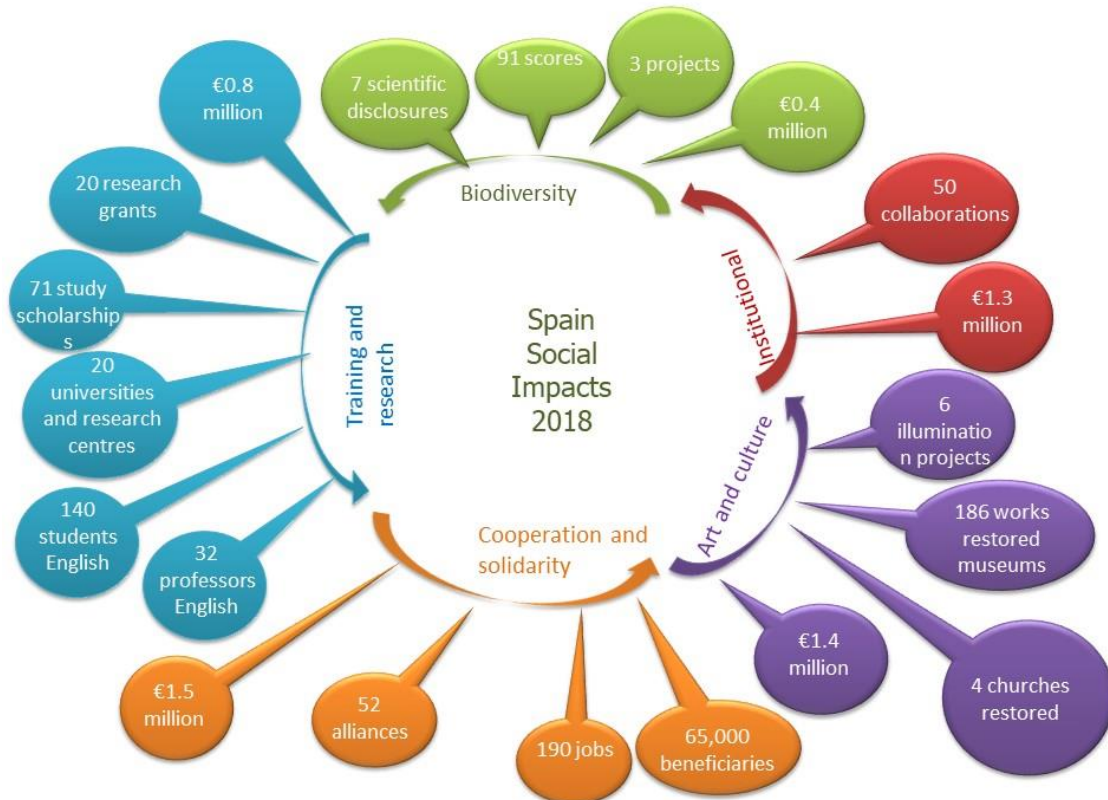 Spain
Social
Impacts
2018
Biodiversity
7 scientific
disclosures
91 scores
3 projects
€0.4
million
Institutional
50
collaborations
€1.3
million
Art and culture
6
illuminatio
n projects
186 works
restored
museums
4 churches
restored
€1.4
million
Cooperation and
solidarity
65,000
beneficiaries
190 jobs
52
alliances
€1.5
million
Training and
research
32
professors
English
140
students
English
20
universities
and research
centres
71 study
scholarship
s
20 research
grants
€0.8
million